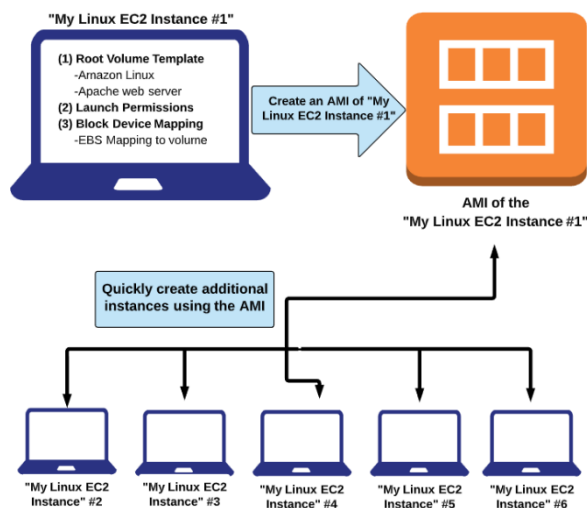 "My Linux EC2 Instance #1"
(1) Root Volume Template
-Amazon Linux
-Apache web server
(2) Launch Permissions
(3) Block Device Mapping
-EBS Mapping to volume
Create an AMI of "My
Linux EC2 Instance #1"
AMI of the
"My Linux EC2 Instance #1"
Quickly create additional
instances using the AMI
"My Linux EC2
Instance" #2
"My Linux EC2
Instance" #3
"My Linux EC2
Instance" #4
"My Linux EC2
Instance" #5
"My Linux EC2
Instance" #6